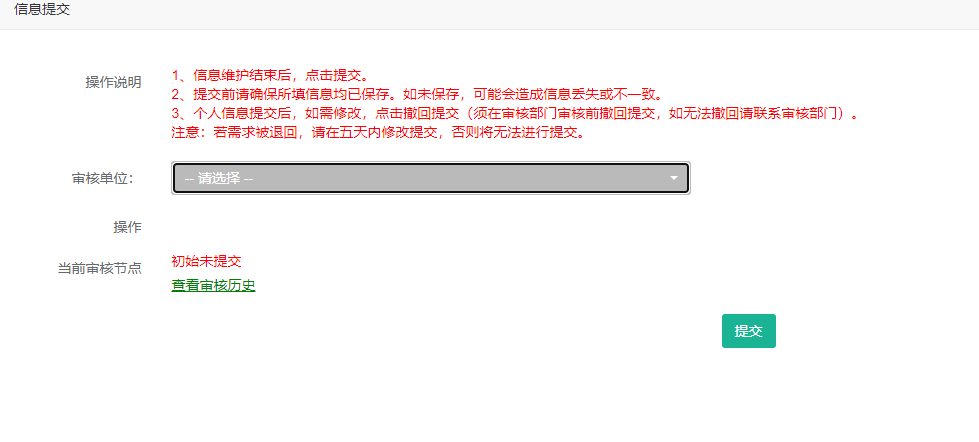 信息提交
操作说明
1、信息维护结束后，点击提交。
2、提交前请确保所填信息均已保存。如未保存，可能会造成信息丢失或不一致。
3、个人信息提交后，如需修改，点击撤回提交（须在审核部门审核前撤回提交，如无法撤回请联系审核部门）。
注意：若需求被退回，请在五天内修改提交，否则将无法进行提交。
审核单位：
-- 请选择 --
操作
当前审核节点
初始未提交
查看审核历史
提交